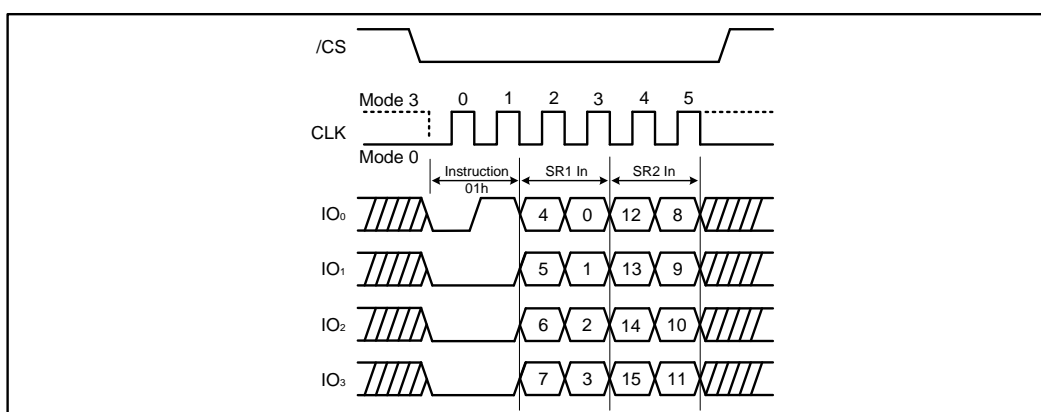 /CS
Mode 3 0 1 2 3 4 5
CLK
Mode 0
Instruction SR1 In SR2 In
01h
IO₀ 4 0 12 8
IO₁ 5 1 13 9
IO₂ 6 2 14 10
IO₃ 7 3 15 11